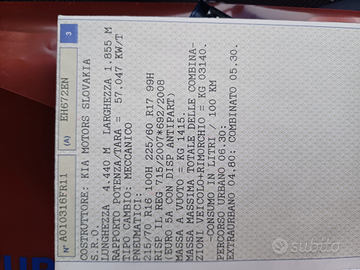 N° A010316FR11 (A) EH672EN 3
COSTRUTTORE: KIA MOTORS SLOVAKIA
S.R.O.
LUNGHEZZA 4.440 M LARGHEZZA 1.855 M
RAPPORTO POTENZA/TARA = 57.047 KW/T
TIPO CAMBIO: MECCANICO
PNEUMATICI:
215/70 R16 100H 225/60 R17 99H
RISP IL REG 715/2007*692/2008
(EURO 5A CON DISP ANTIPART)
MASSA A VUOTO = KG 1415.
MASSA MASSIMA TOTALE DELLE COMBINA-
ZIONI VEICOLO+RIMORCHIO = KG 03140.
-CONSUMO IN LITRI / 100 KM
PERCORSO URBANO 06.30:
EXTRAURBANO 04.80: COMBINATO 05.30.
subito